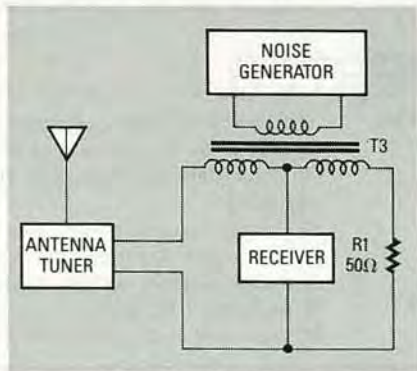 NOISE
GENERATOR
T3
ANTENNA
TUNER
RECEIVER
R1
50Ω